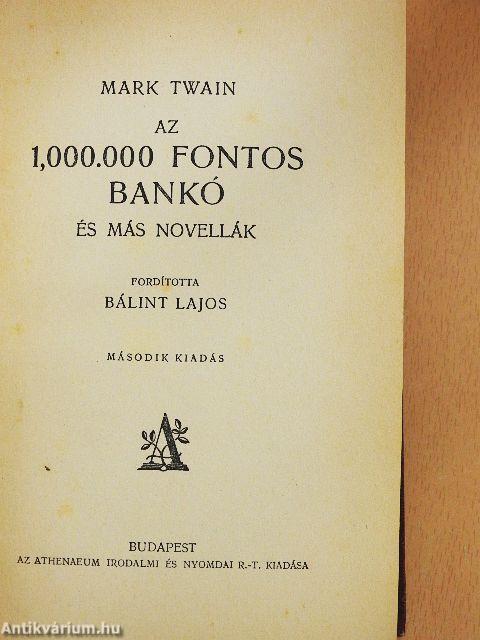 MARK TWAIN
AZ
1,000.000 FONTOS
BANKÓ
ÉS MÁS NOVELLÁK
FORDÍTOTTA
BÁLINT LAJOS
MÁSODIK KIADÁS
A
BUDAPEST
AZ ATHENAEUM IRODALMI ÉS NYOMDAI R.-T. KIADÁSA
Antikvárium.hu